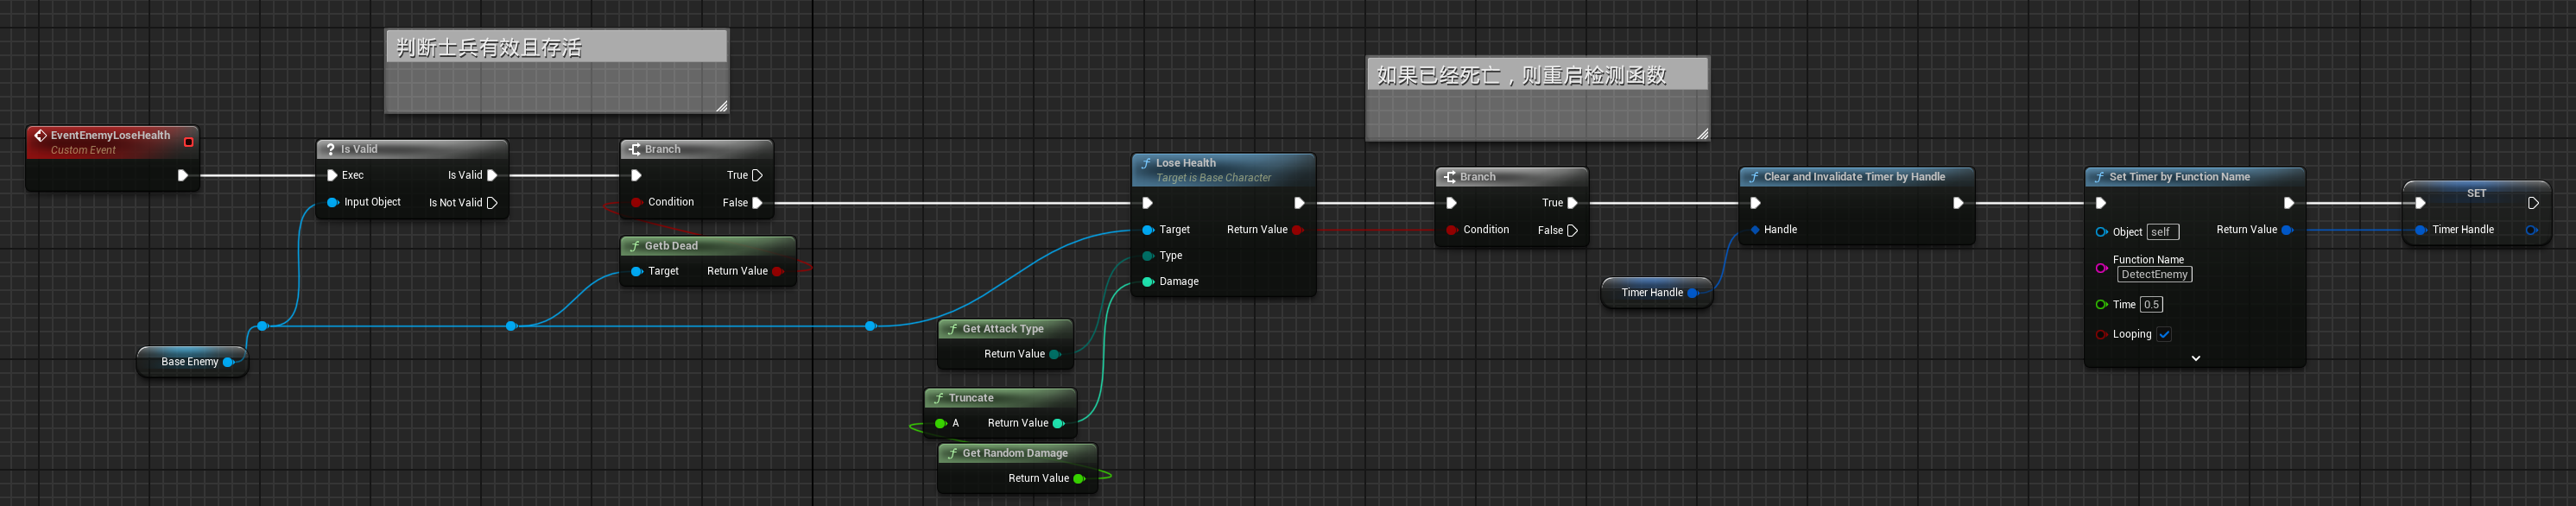 判断士兵有效且存活
如果已经死亡，则重启检测函数
EventEnemyLoseHealth
Custom Event
Is Valid
Exec
Is Valid
Input Object
Is Not Valid
Branch
True
Condition
False
Getb Dead
Target
Return Value
Base Enemy
Lose Health
Target is Base Character
Target
Return Value
Type
Damage
Get Attack Type
Return Value
Truncate
A
Return Value
Get Random Damage
Return Value
Branch
True
Condition
False
Timer Handle
Clear and Invalidate Timer by Handle
Handle
Set Timer by Function Name
Object self
Return Value
Function Name
DetectEnemy
Time 0.5
Looping
SET
Timer Handle